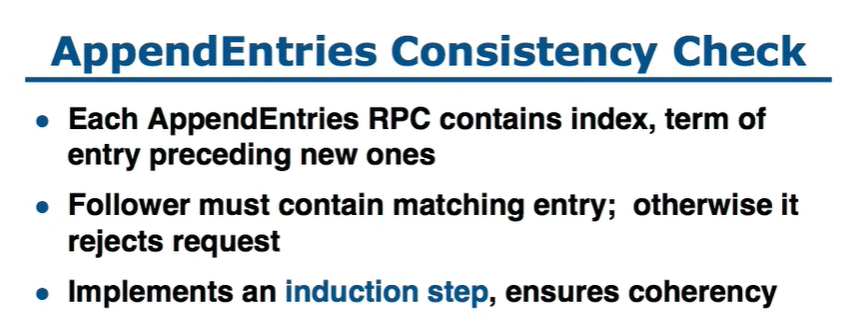 AppendEntries Consistency Check
• Each AppendEntries RPC contains index, term of
entry preceding new ones
• Follower must contain matching entry; otherwise it
rejects request
• Implements an induction step, ensures coherency